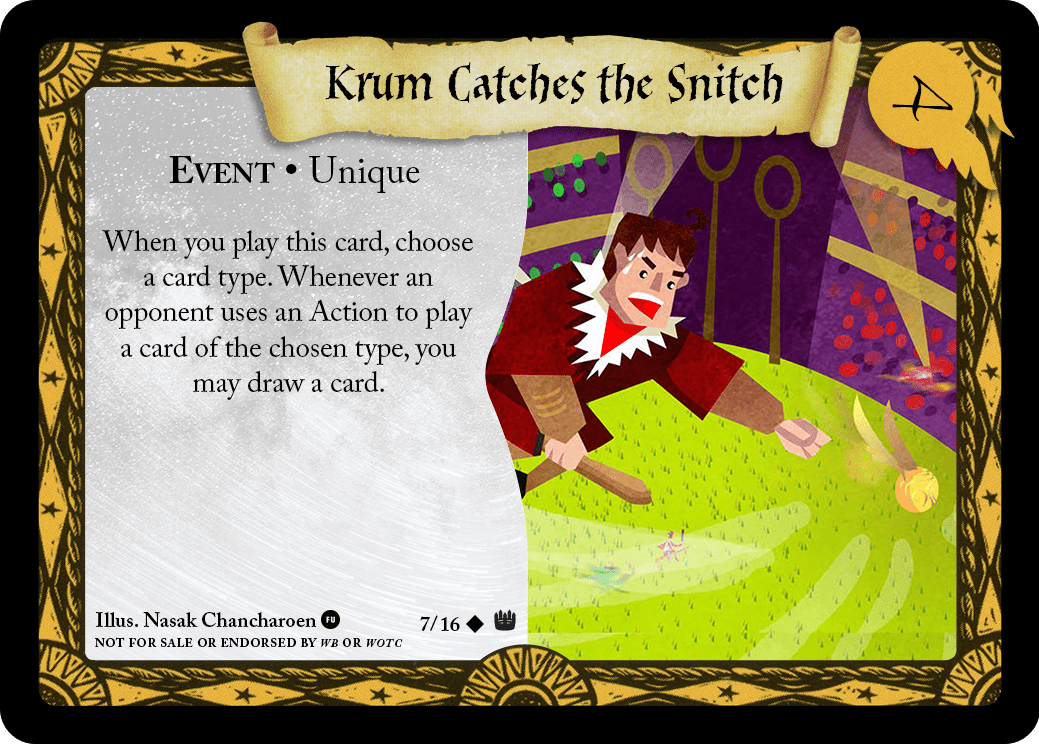 Krum Catches the Snitch
4
EVENT • Unique
When you play this card, choose
a card type. Whenever an
opponent uses an Action to play
a card of the chosen type, you
may draw a card.
Illus. Nasak Chancharoen FU
7/16
NOT FOR SALE OR ENDORSED BY WB OR WOTC